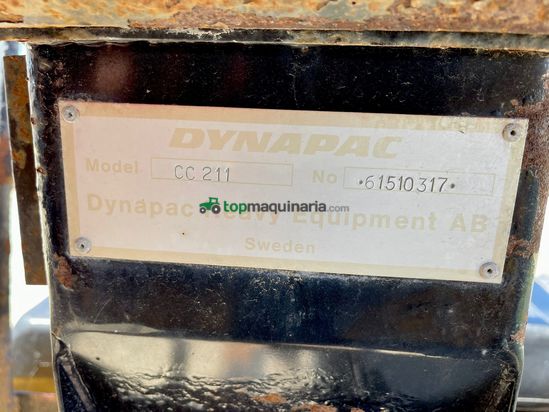 DYNAPAC
Model CC 211 No •61510317•
topmaquinaria.com
Dynapac Heavy Equipment AB
Sweden